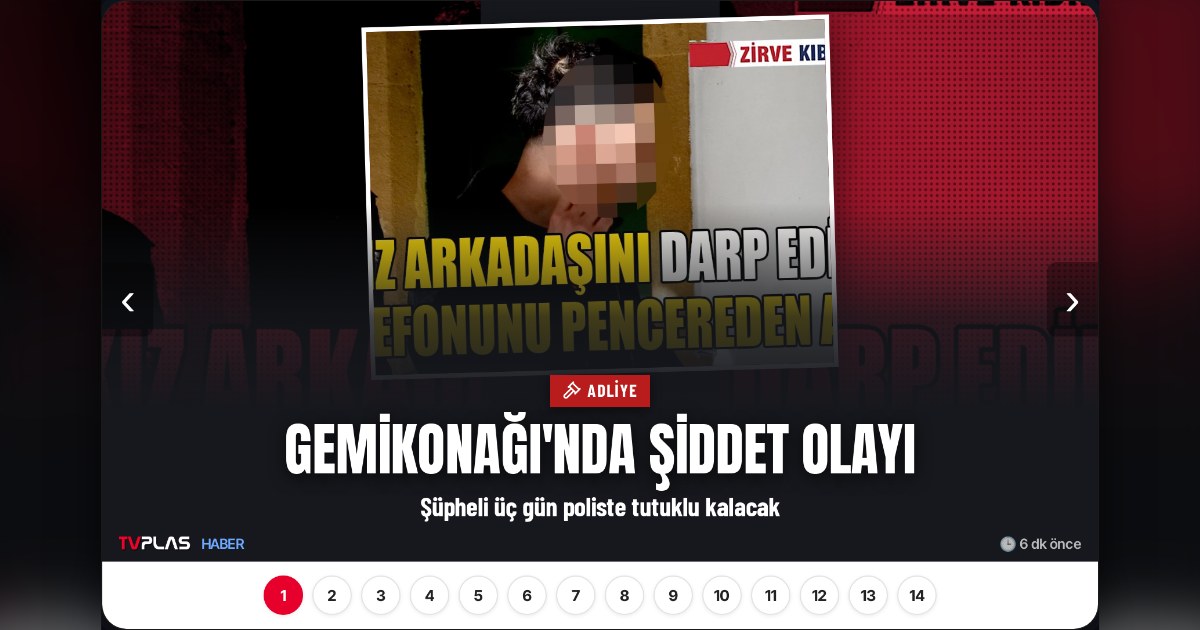 ZİRVE KIB
Z ARKADAŞINI DARP EDİ
EFONUNU PENCEREDEN A
ADLİYE
GEMİKONAĞI'NDA ŞİDDET OLAYI
Şüpheli üç gün poliste tutuklu kalacak
TVPLAS HABER
6 dk önce
1 2 3 4 5 6 7 8 9 10 11 12 13 14